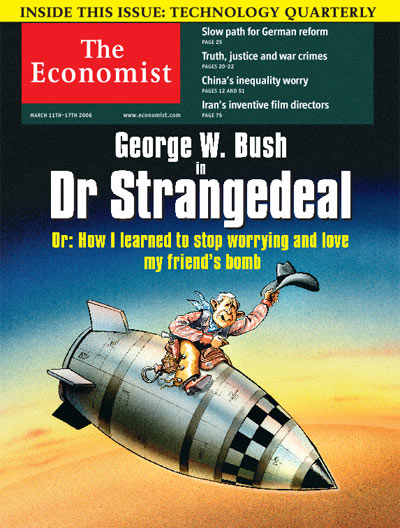 INSIDE THIS ISSUE: TECHNOLOGY QUARTERLY
The
Economist
MARCH 11TH–17TH 2006
www.economist.com
Slow path for German reform
PAGE 25
Truth, justice and war crimes
PAGES 20-22
China's inequality worry
PAGES 12 AND 51
Iran's inventive film directors
PAGE 75
George W. Bush
in
Dr Strangedeal
Or: How I learned to stop worrying and love
my friend's bomb